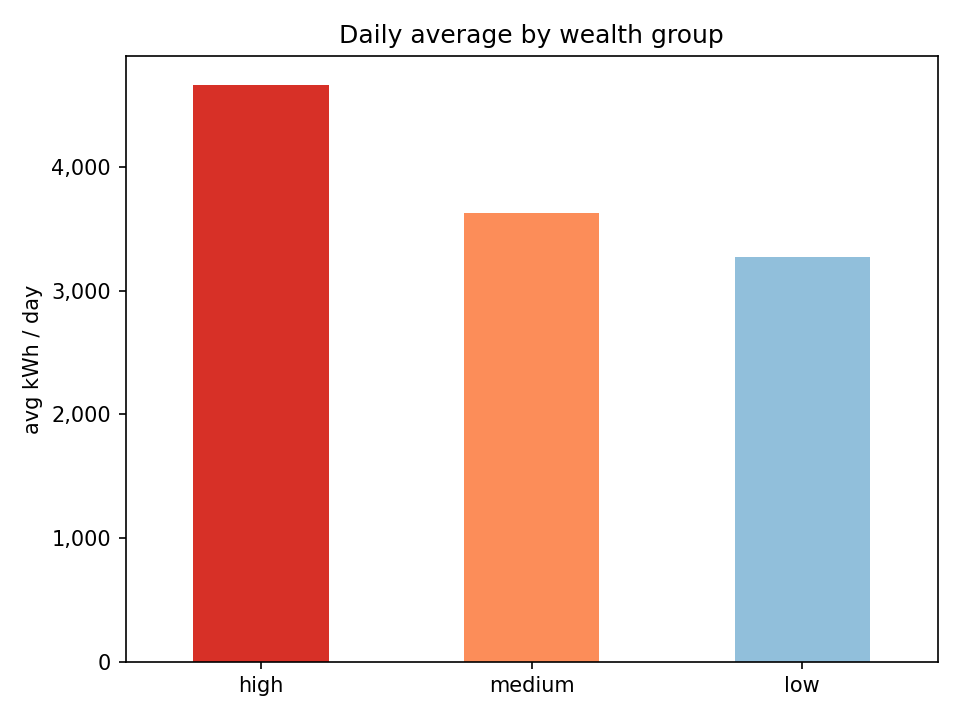 Daily average by wealth group
avg kWh / day
4,000
3,000
2,000
1,000
0
high
medium
low